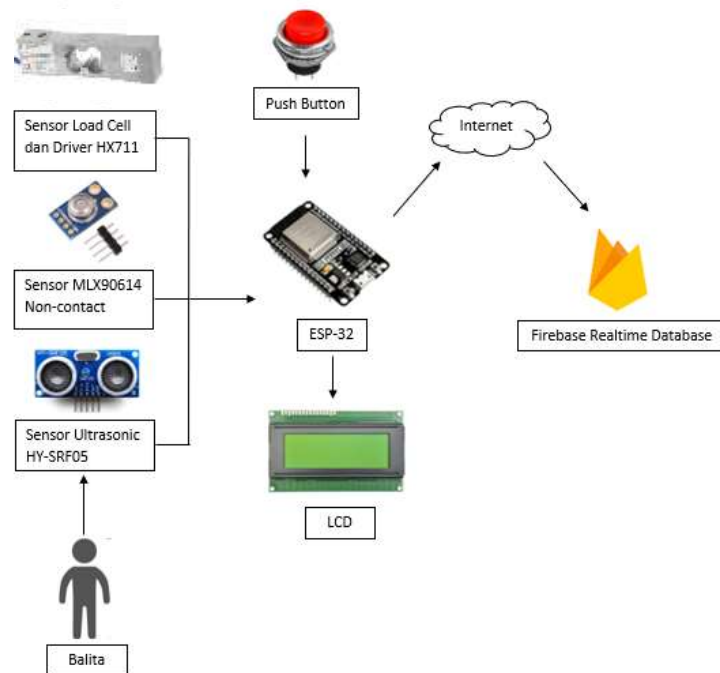 Push Button
Sensor Load Cell
dan Driver HX711
Internet
Sensor MLX90614
Non-contact
ESP-32
Firebase Realtime Database
Sensor Ultrasonic
HY-SRF05
LCD
Balita